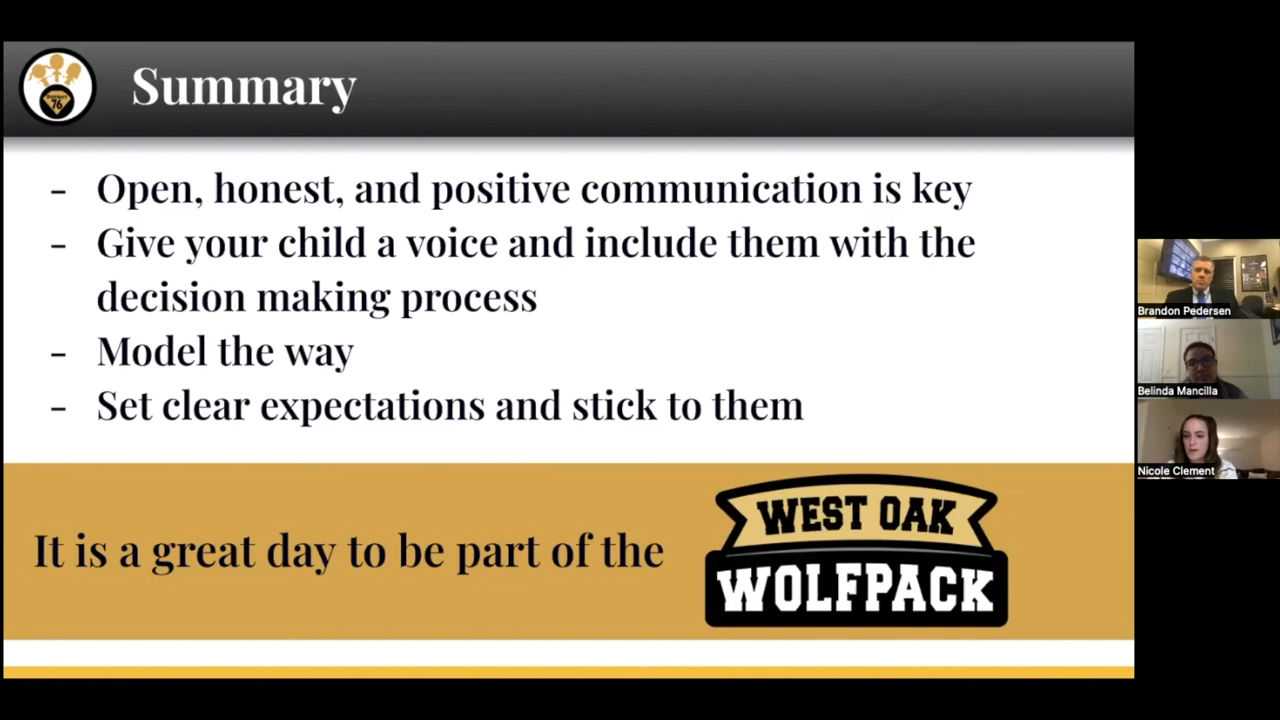 DISTRICT
76
Summary
- Open, honest, and positive communication is key
- Give your child a voice and include them with the
decision making process
- Model the way
- Set clear expectations and stick to them
It is a great day to be part of the
WEST OAK
WOLFPACK
Brandon Pedersen
Belinda Mancilla
Nicole Clement